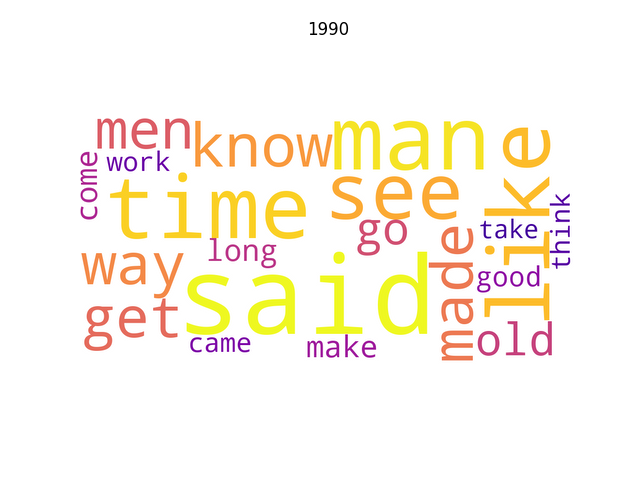 1990
men
know
man
like
come
work
time
see
think
way
long
go
made
take
get
said
good
came
make
old